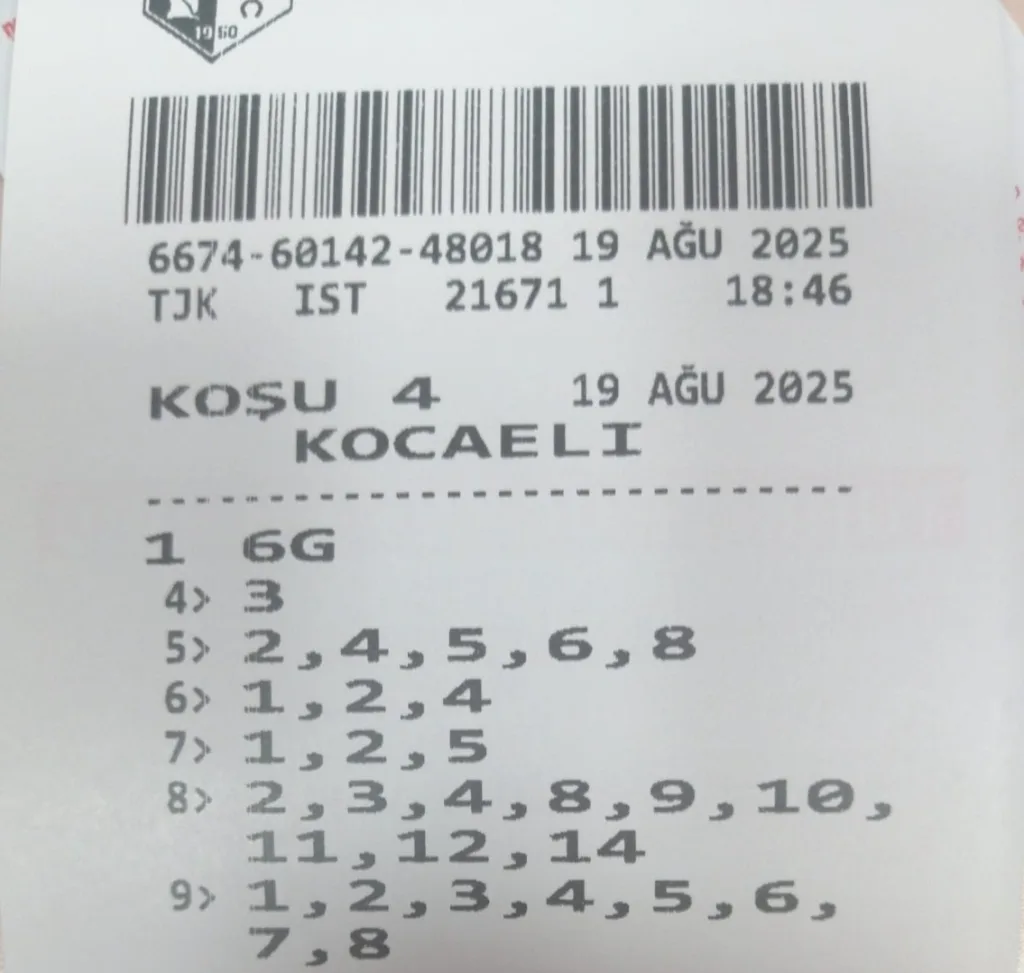 1960
6674-60142-48018 19 AĞU 2025
TJK IST 21671 1 18:46
KOŞU 4 19 AĞU 2025
KOCAELI
--------------------------------
1 6G
4> 3
5> 2,4,5,6,8
6> 1,2,4
7> 1,2,5
8> 2,3,4,8,9,10,
11,12,14
9> 1,2,3,4,5,6,
7,8